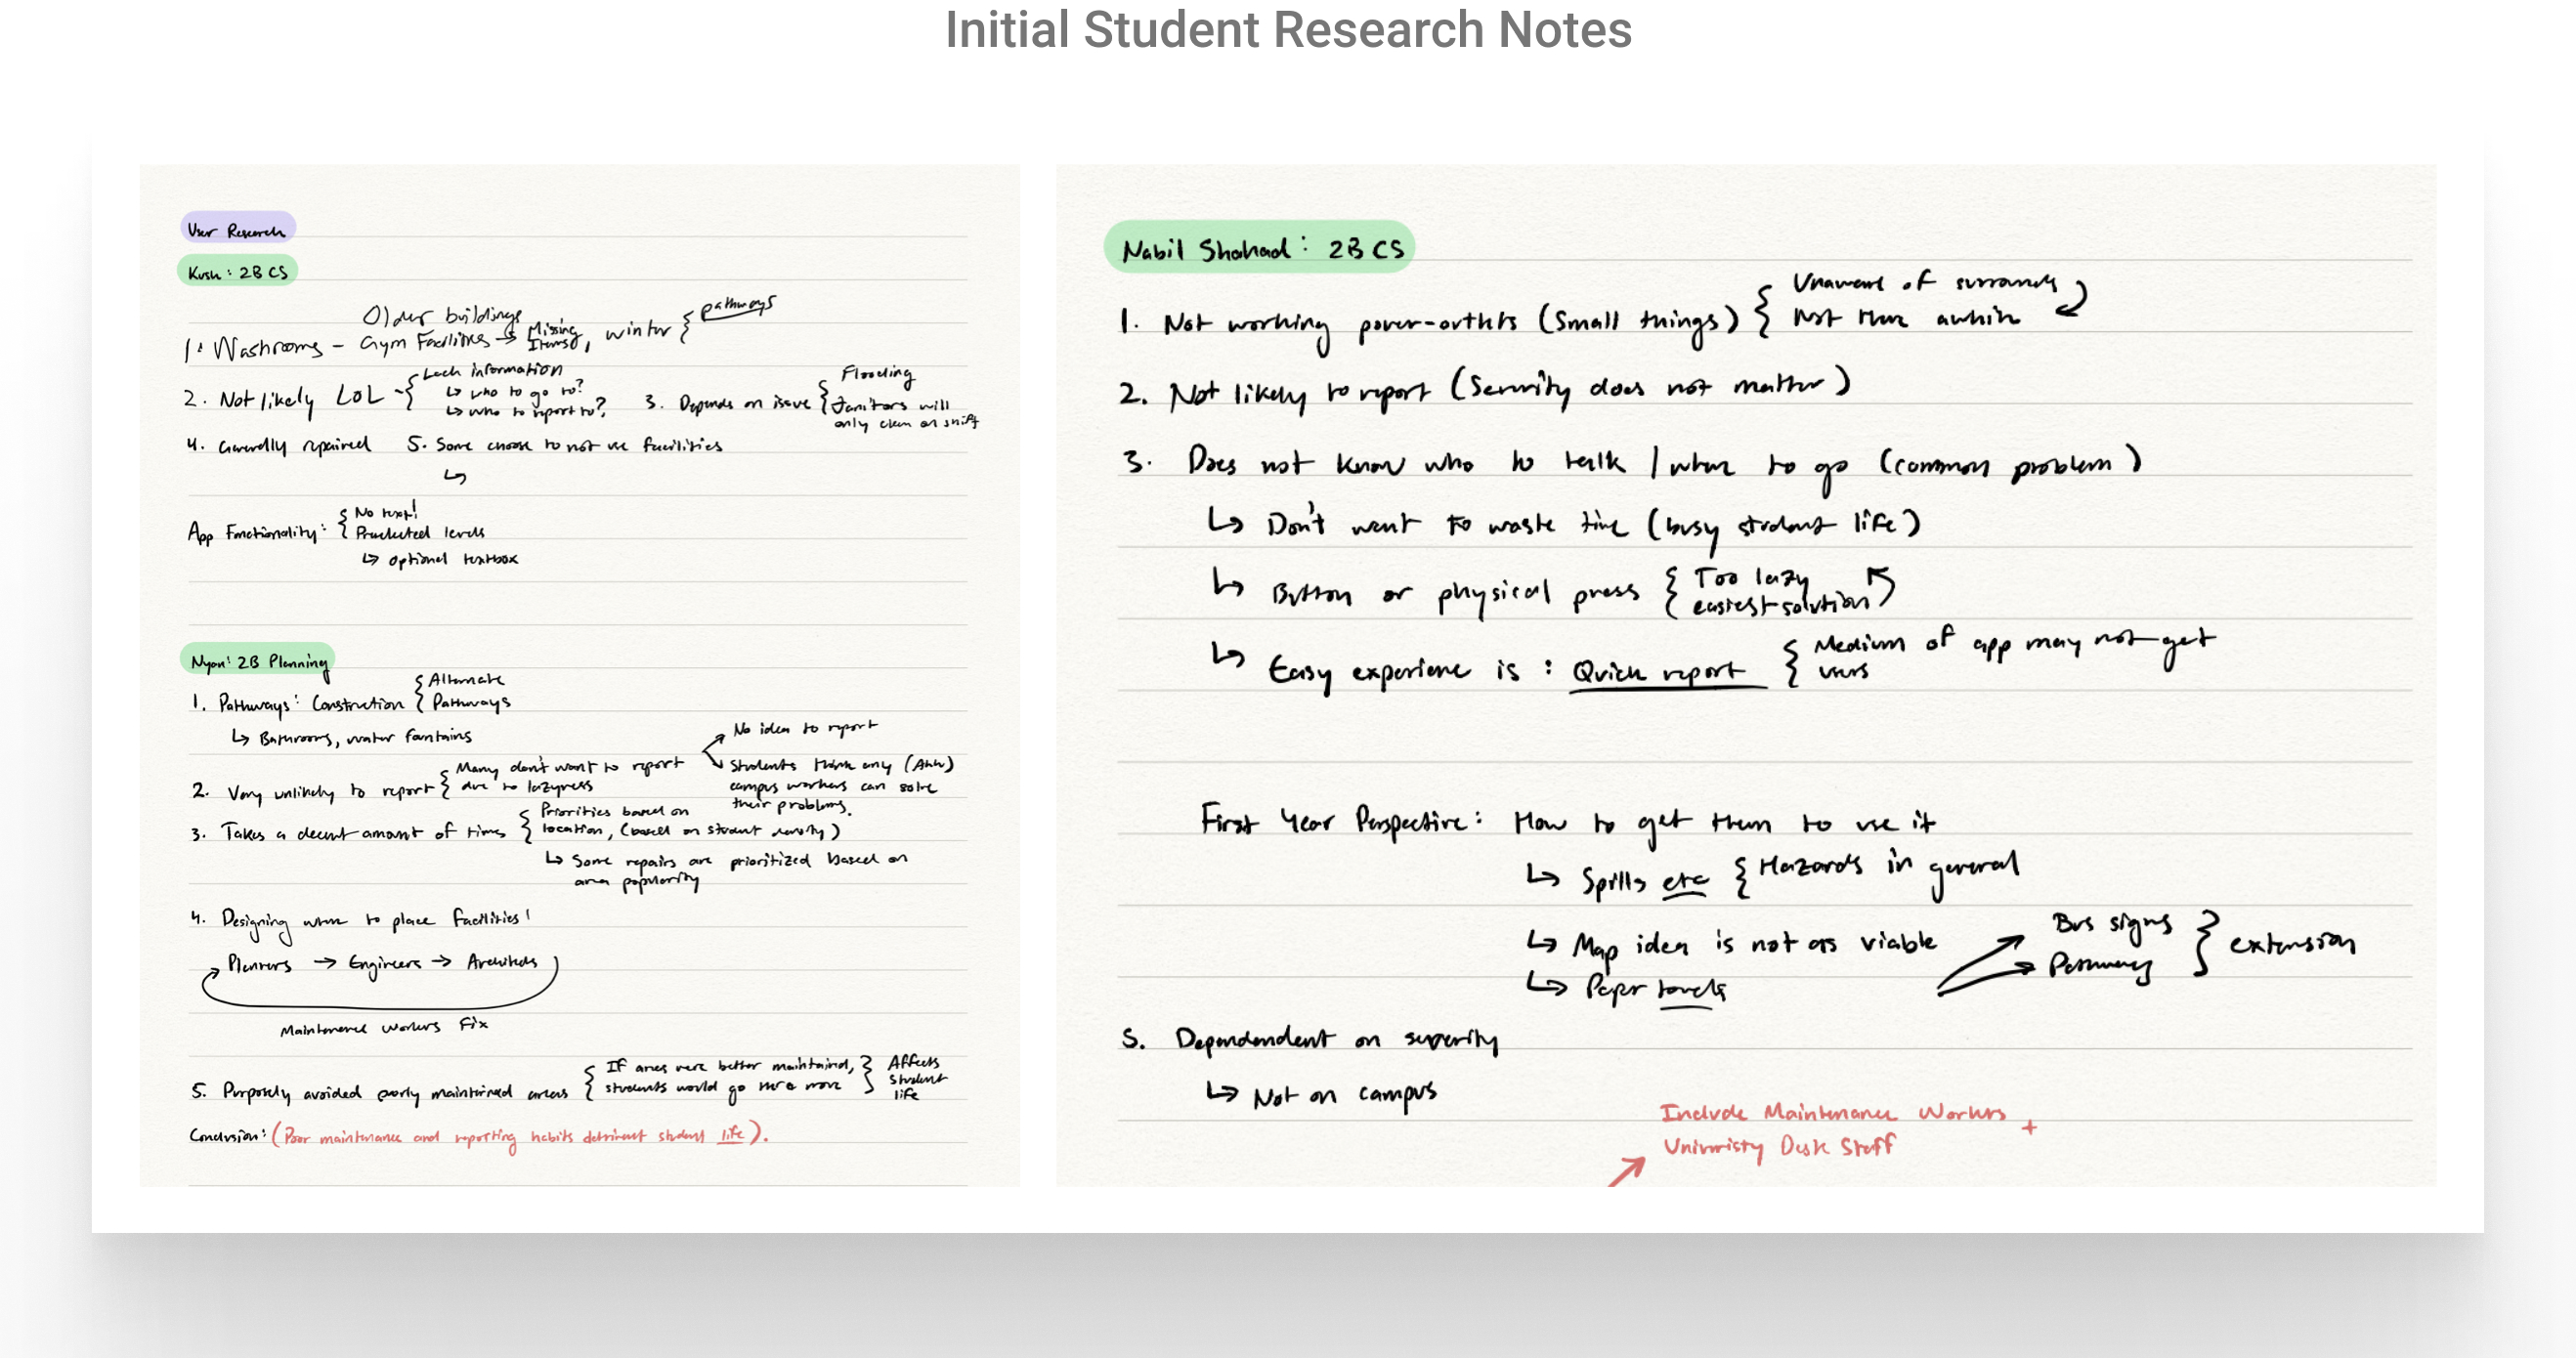 Initial Student Research Notes
User Research
Kush: 2B CS
Older buildings
1. Washrooms - Gym Facilities → Missing Items, winter { pathways
2. Not likely LOL - { Lack information
↳ who to go to?
↳ who to report to?
3. Depends on issue { Flooding
Janitors will
only clean on shift
4. Generally repaired 5. Some choose to not use facilities
↳
App Functionality: { No text!
Preselected levels
↳ optional textbox
Nyan: 2B Planning
1. Pathways: Construction { Alternate
Pathways
↳ Bathrooms, water fountains
2. Very unlikely to report { Many don't want to report
due to lazyness
No idea to report
Students think any
campus workers can solve
their problems.
3. Takes a decent amount of times { Priorities based on
location, (based on student density)
↳ Some repairs are prioritized based on
area popularity
4. Designing where to place facilities!
Planners → Engineers → Architects
Maintenance workers fix
5. Purposely avoided poorly maintained areas { If areas were better maintained,
students would go there more } Affects
student
life
Conclusion: (Poor maintenance and reporting habits detriment student life).
Nabil Shahad: 2B CS
1. Not working power-outlets (Small things) { Unaware of surrounds
Not there awhile
2. Not likely to report (Severity does not matter)
3. Does not know who to talk / where to go (common problem)
↳ Don't want to waste time (busy student life)
↳ Button or physical press { Too lazy
easiest solution
↳ Easy experience is : Quick report { Medium of app may not get
users
First Year Perspective: How to get them to use it
↳ Spills etc { Hazards in general
↳ Map idea is not as viable
Bus signs
Pathways } extension
↳ Paper towels
5. Dependendent on superity
↳ Not on campus
Include Maintenance Workers +
Univeristy Desk Staff